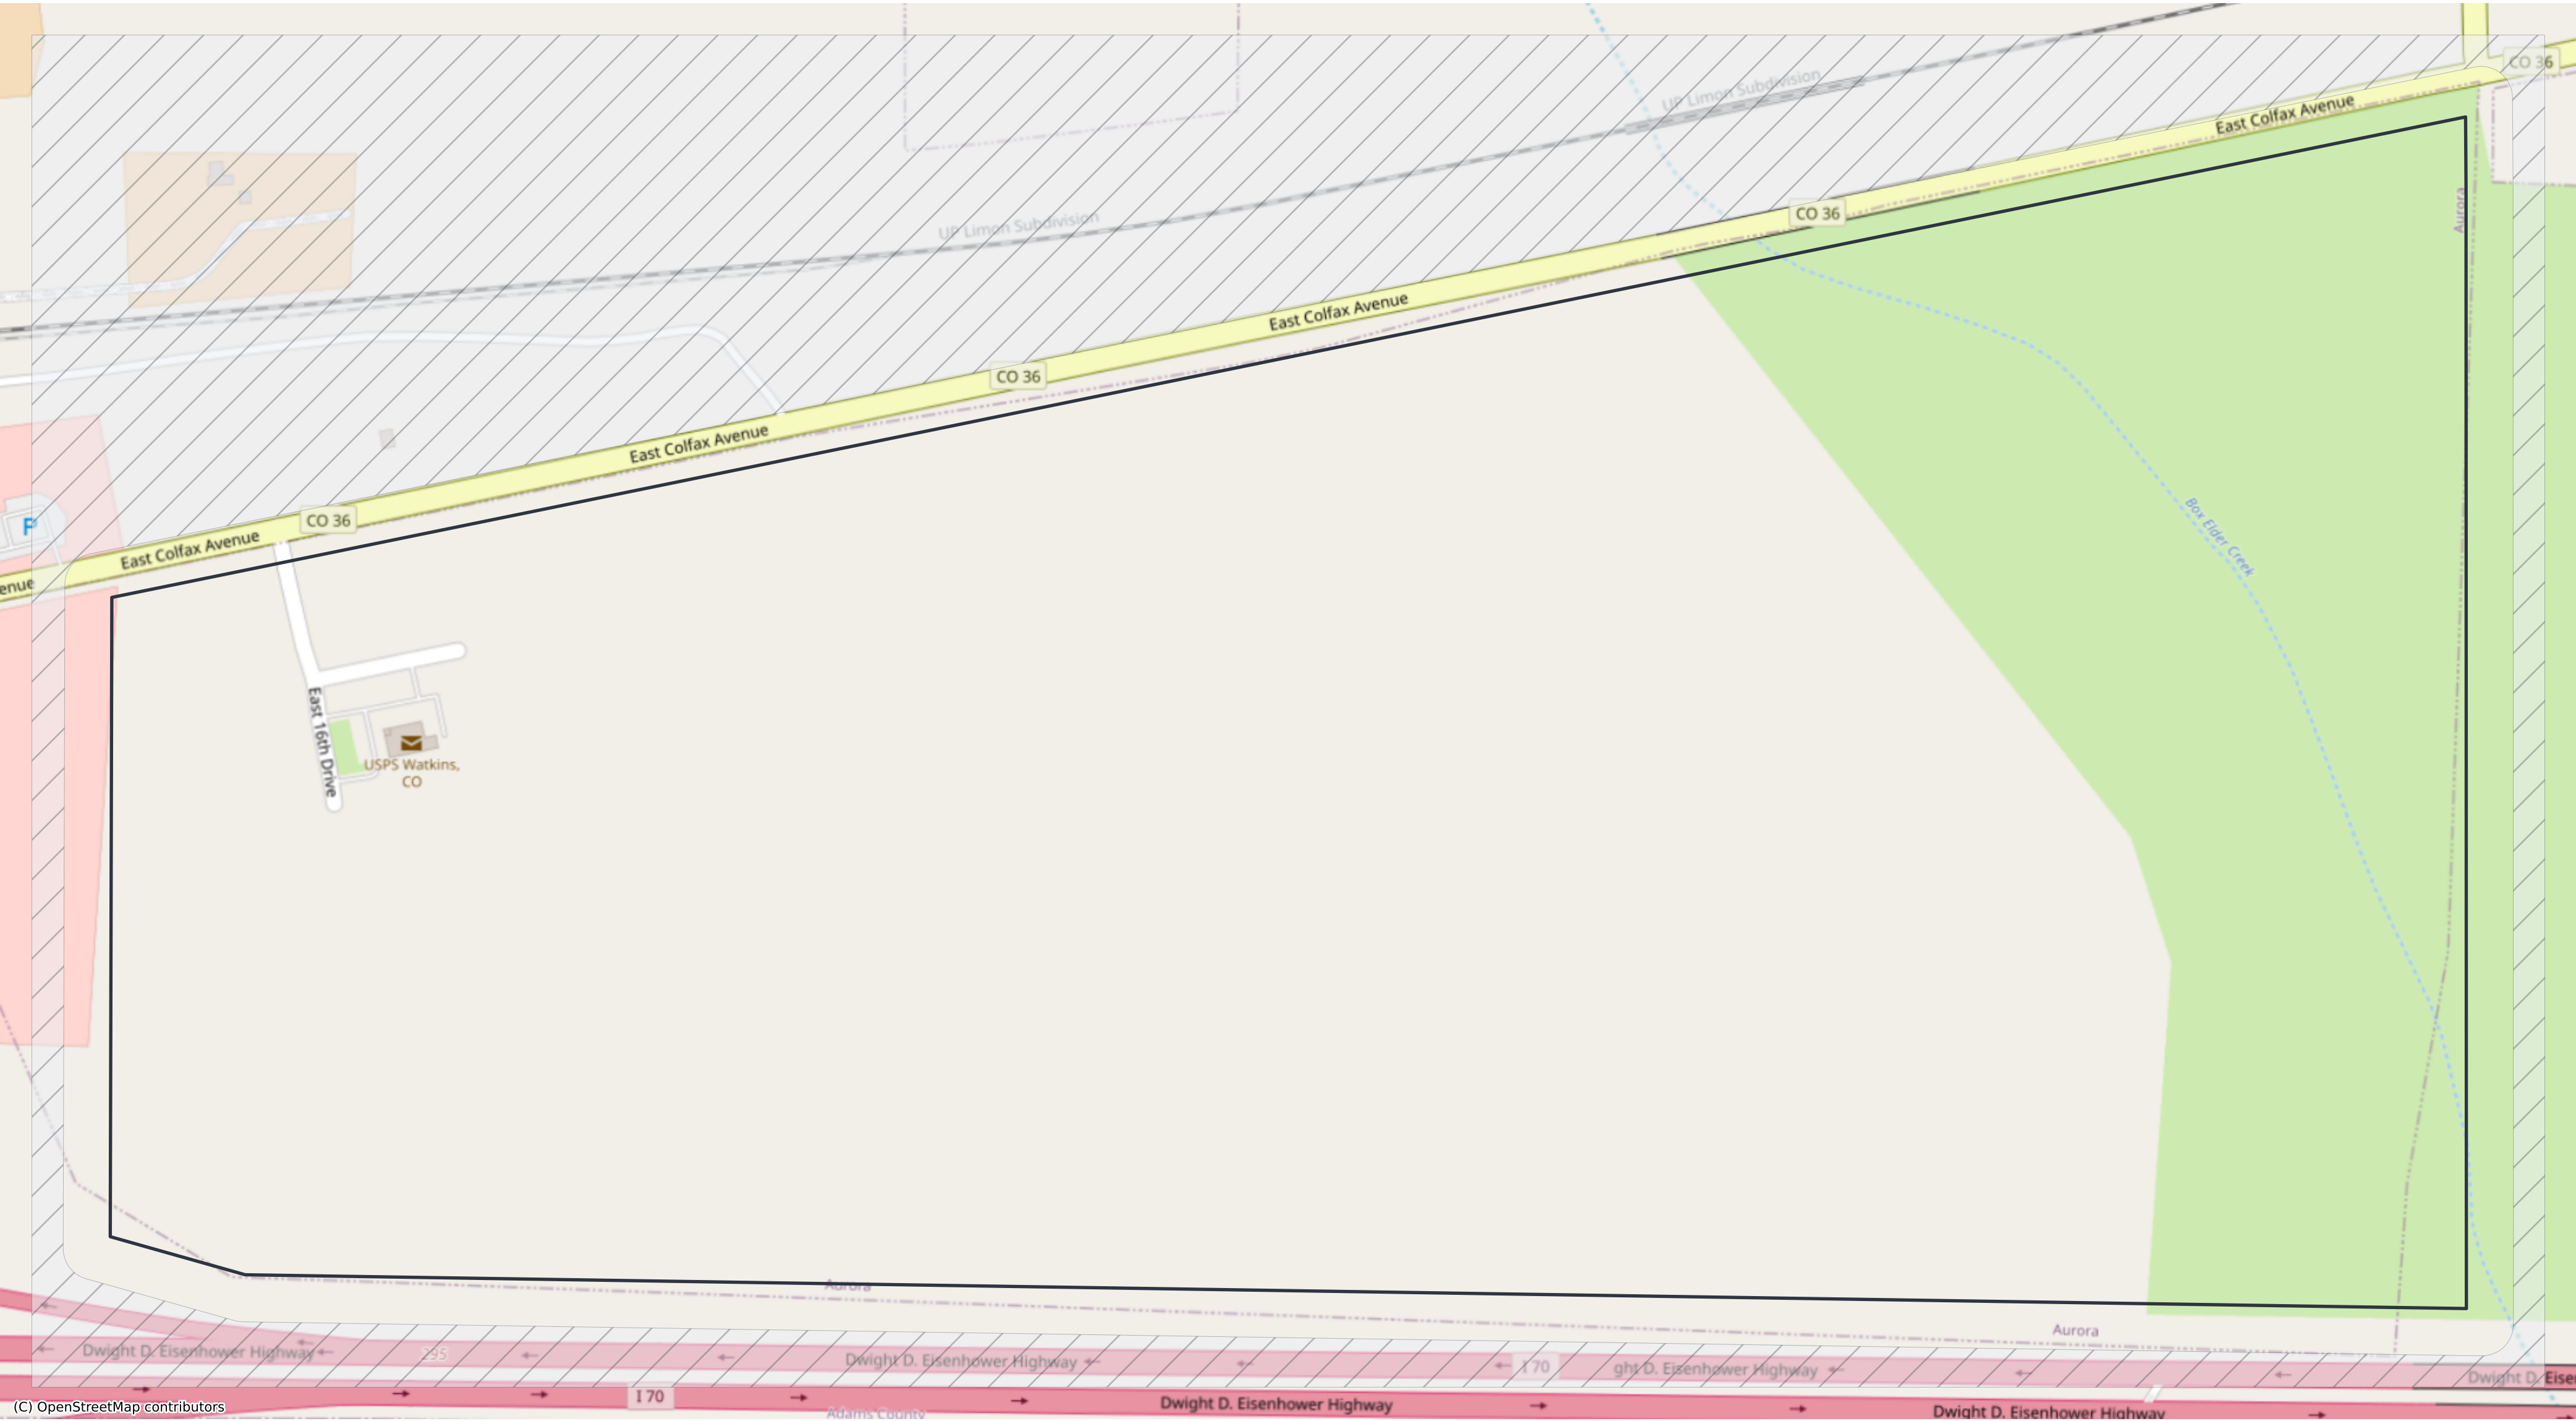 CO 36
UP Limon Subdivision
East Colfax Avenue
Aurora
CO 36
UP Limon Subdivision
East Colfax Avenue
CO 36
East Colfax Avenue
CO 36
P
East Colfax Avenue
enue
Box Elder Creek
East 16th Drive
USPS Watkins,
CO
Aurora
Aurora
Dwight D. Eisenhower Highway
295
Dwight D. Eisenhower Highway
I 70
ght D. Eisenhower Highway
Dwight D. Eiser
I 70
Dwight D. Eisenhower Highway
Dwight D. Eisenhower Highway
Adams County
(C) OpenStreetMap contributors